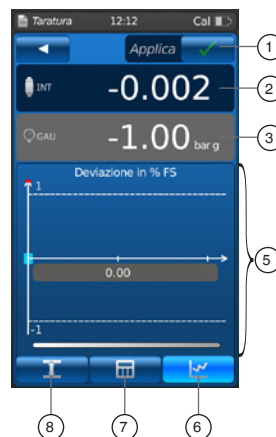 Taratura 12:12 Cal
Applica
INT -0.002
GAU -1.00 bar g
Deviazione in % FS
1
0.00
-1
1
2
3
5
6
7
8